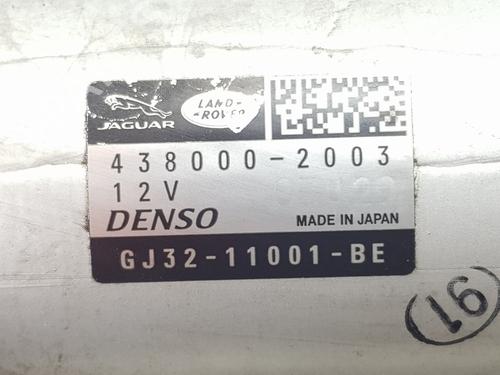 JAGUAR
LAND-
-ROVER
438000-2003
12V
DENSO
MADE IN JAPAN
GJ32-11001-BE
16